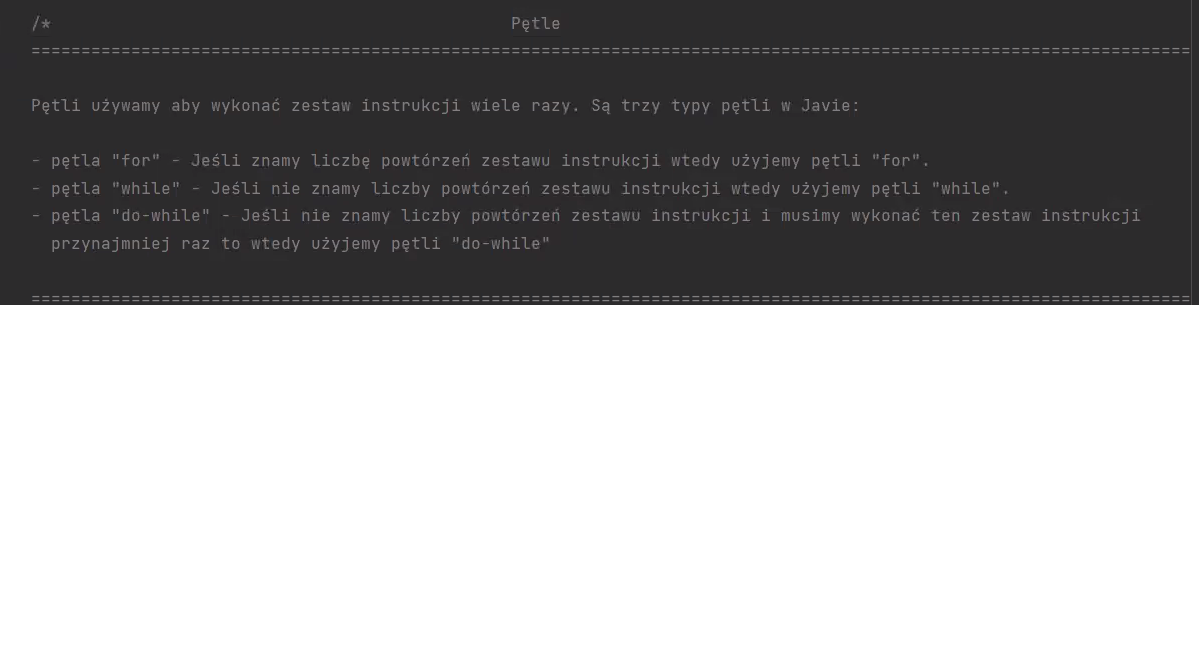 /* Pętle
====================================================================================================================
Pętli używamy aby wykonać zestaw instrukcji wiele razy. Są trzy typy pętli w Javie:
- pętla "for" - Jeśli znamy liczbę powtórzeń zestawu instrukcji wtedy użyjemy pętli "for".
- pętla "while" - Jeśli nie znamy liczby powtórzeń zestawu instrukcji wtedy użyjemy pętli "while".
- pętla "do-while" - Jeśli nie znamy liczby powtórzeń zestawu instrukcji i musimy wykonać ten zestaw instrukcji
przynajmniej raz to wtedy użyjemy pętli "do-while"
====================================================================================================================